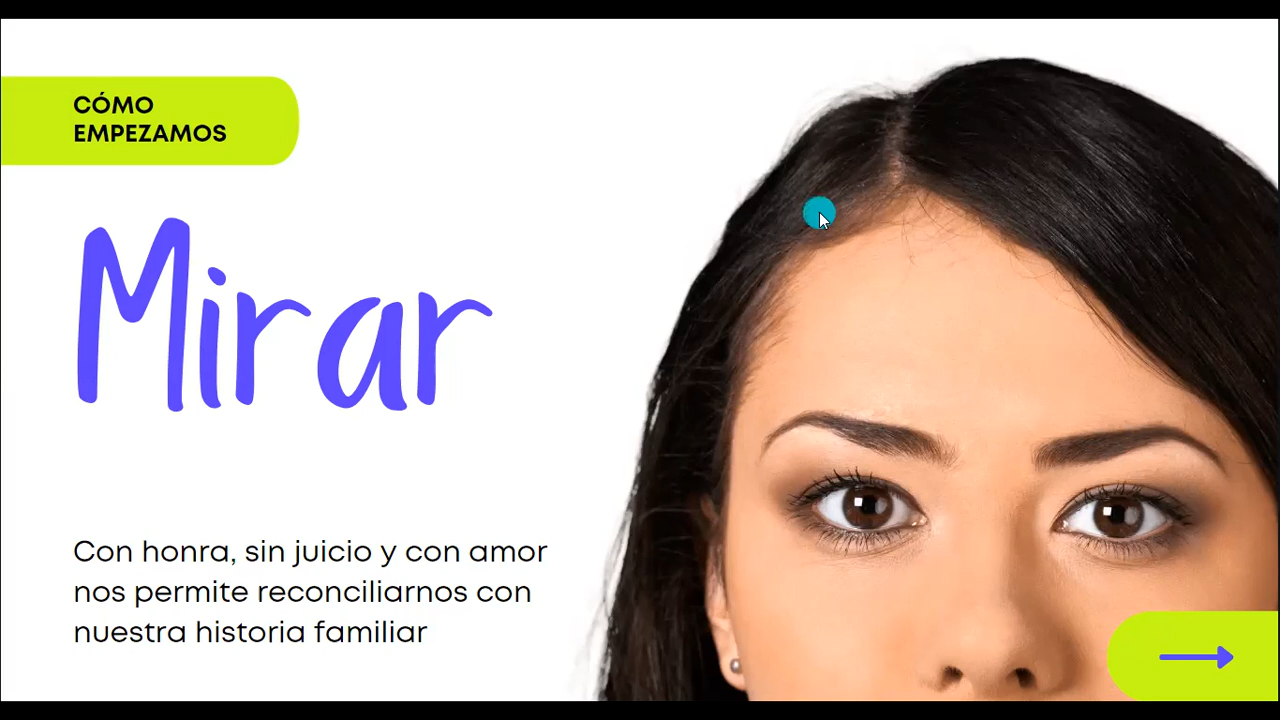 CÓMO
EMPEZAMOS
Mirar
Con honra, sin juicio y con amor
nos permite reconciliarnos con
nuestra historia familiar